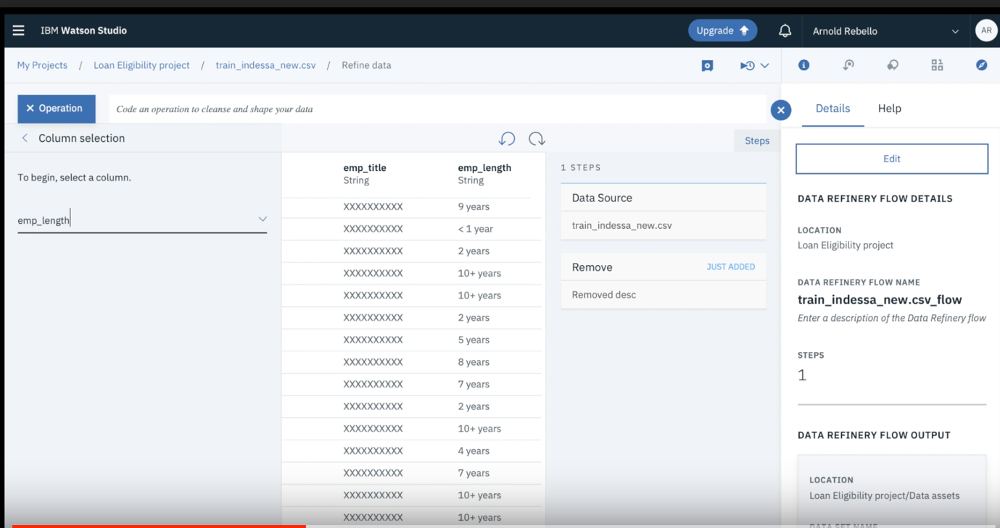 IBM Watson Studio
Upgrade
Arnold Rebello
AR
My Projects / Loan Eligibility project / train_indessa_new.csv / Refine data
Operation
Code an operation to cleanse and shape your data
Column selection
To begin, select a column.
emp_length
emp_title emp_length
String String
XXXXXXXXXX 9 years
XXXXXXXXXX < 1 year
XXXXXXXXXX 2 years
XXXXXXXXXX 10+ years
XXXXXXXXXX 10+ years
XXXXXXXXXX 2 years
XXXXXXXXXX 5 years
XXXXXXXXXX 8 years
XXXXXXXXXX 7 years
XXXXXXXXXX 2 years
XXXXXXXXXX 10+ years
XXXXXXXXXX 4 years
XXXXXXXXXX 7 years
XXXXXXXXXX 10+ years
XXXXXXXXXX 10+ years
Steps
1 STEPS
Data Source
train_indessa_new.csv
Remove JUST ADDED
Removed desc
Details Help
Edit
DATA REFINERY FLOW DETAILS
LOCATION
Loan Eligibility project
DATA REFINERY FLOW NAME
train_indessa_new.csv_flow
Enter a description of the Data Refinery flow
STEPS
1
DATA REFINERY FLOW OUTPUT
LOCATION
Loan Eligibility project/Data assets
DATA SET NAME